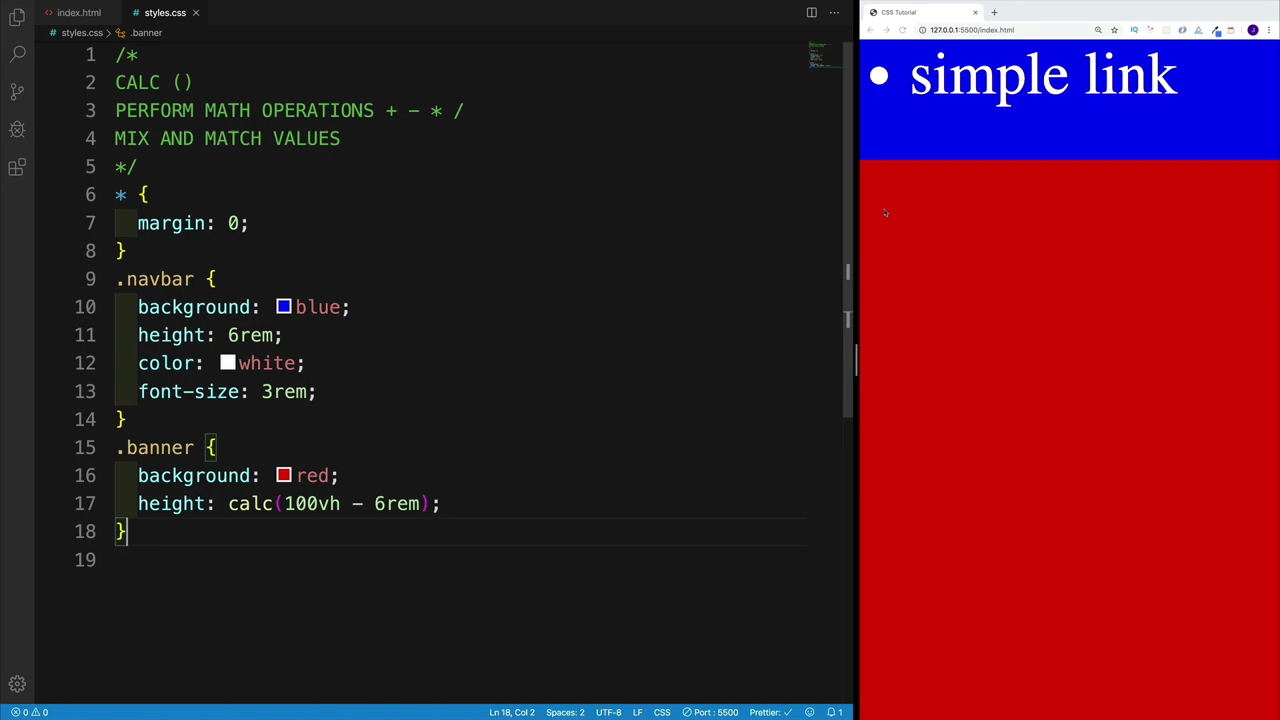 index.html
styles.css
styles.css > .banner
1 /*
2 CALC ()
3 PERFORM MATH OPERATIONS + - * /
4 MIX AND MATCH VALUES
5 */
6 * {
7 margin: 0;
8 }
9 .navbar {
10 background: blue;
11 height: 6rem;
12 color: white;
13 font-size: 3rem;
14 }
15 .banner {
16 background: red;
17 height: calc(100vh - 6rem);
18 }
19
0 0
Ln 18, Col 2
Spaces: 2
UTF-8
LF
CSS
Port : 5500
Prettier: ✓
1
CSS Tutorial
127.0.0.1:5500/index.html
IQ
J
• simple link